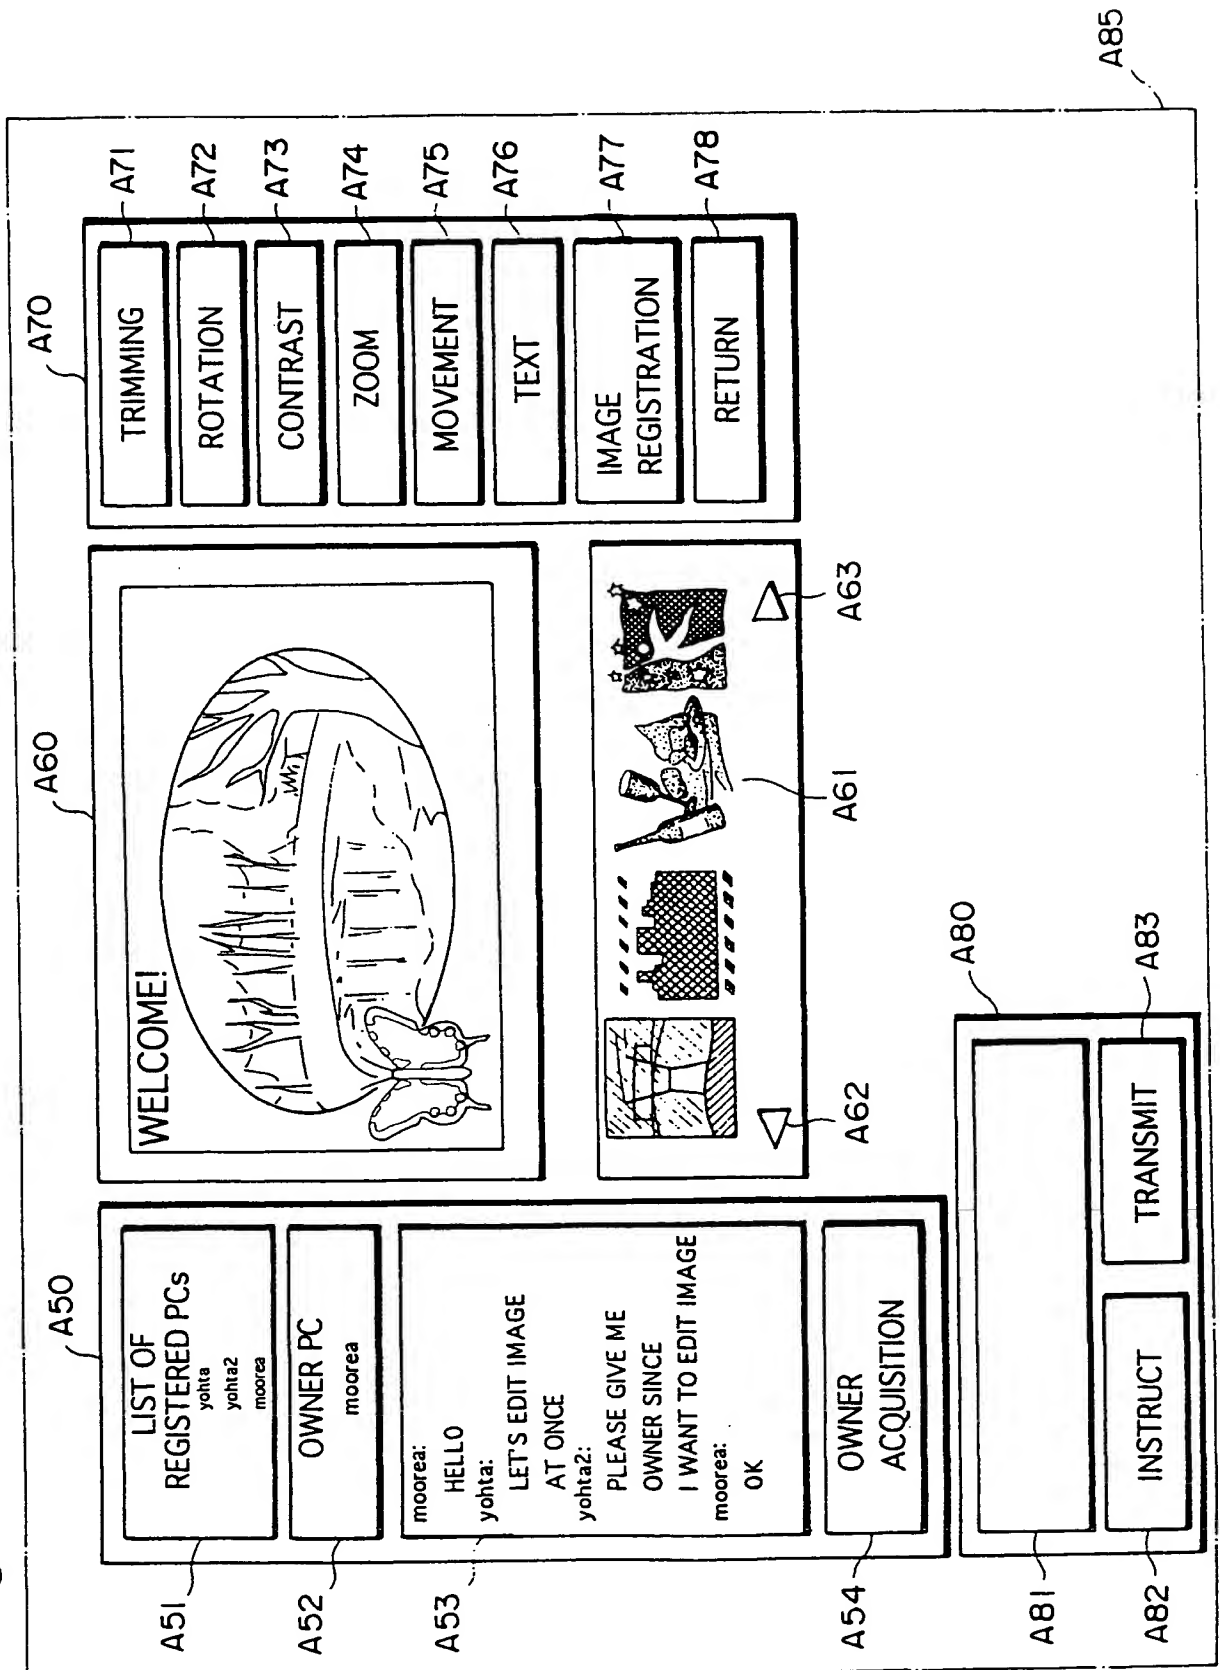 A85
A50
A51
LIST OF
REGISTERED PCs
yohta
yohta2
moorea
A52
OWNER PC
moorea
A53
moorea:
HELLO
yohta:
LET'S EDIT IMAGE
AT ONCE
yohta2:
PLEASE GIVE ME
OWNER SINCE
I WANT TO EDIT IMAGE
moorea:
OK
A54
OWNER
ACQUISITION
A60
WELCOME!
A61
A62
A63
A70
TRIMMING
A71
ROTATION
A72
CONTRAST
A73
ZOOM
A74
MOVEMENT
A75
TEXT
A76
IMAGE
REGISTRATION
A77
RETURN
A78
A80
A81
INSTRUCT
A82
TRANSMIT
A83